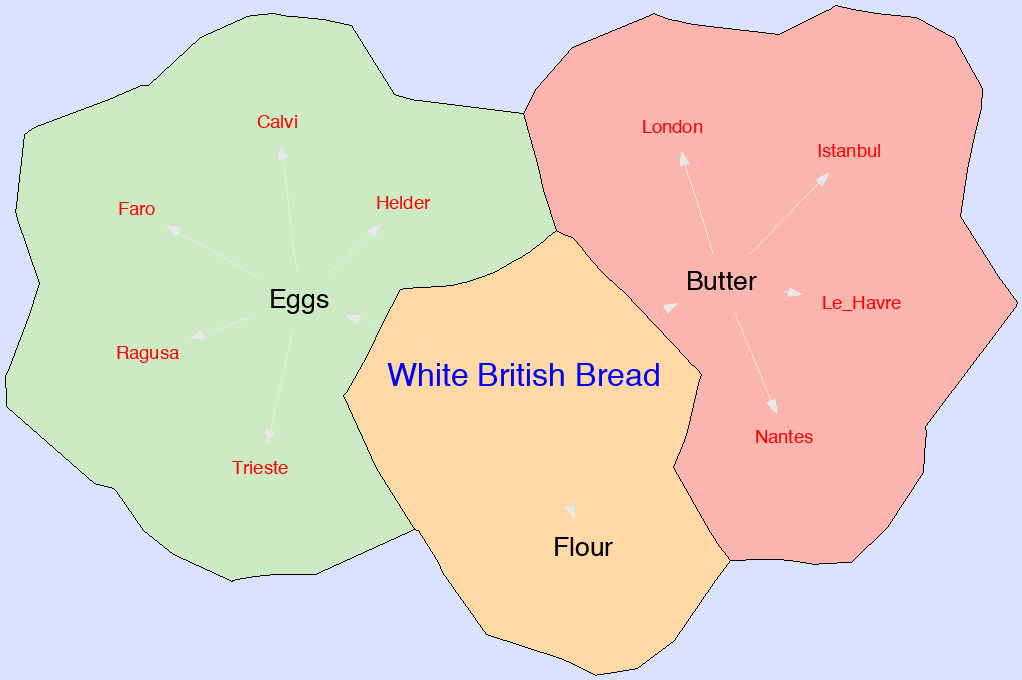 Calvi
London
Istanbul
Faro
Helder
Eggs
Butter
Le_Havre
Ragusa
White British Bread
Nantes
Trieste
Flour